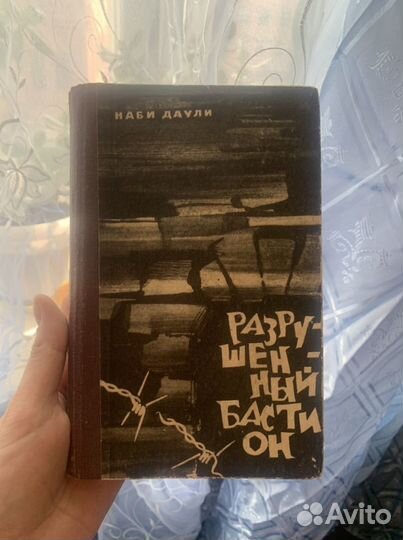 НАБИ ДАУЛИ
РАЗРУ-
ШЕН-
НЫЙ
БАСТИ
ОН
Avito